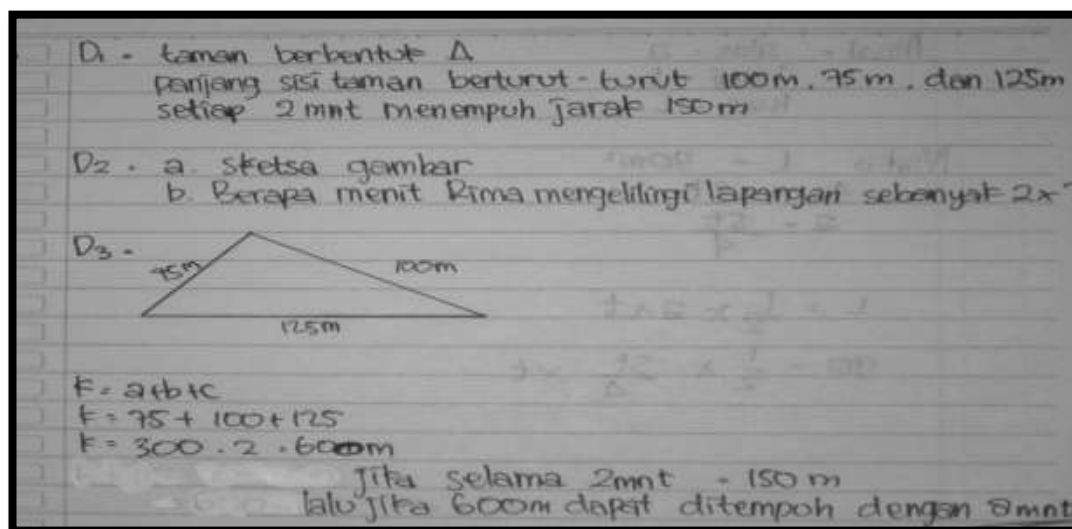 D1 - taman berbentuk Δ
panjang sisi taman berturut-turut 100m, 75m, dan 125m
setiap 2 mnt menempuh jarak 150m
D2 - a. sketsa gambar
b. Berapa menit Rima mengelilingi lapangan sebanyak 2x?
D3 -
75m
100m
125m
K = a+b+c
K = 75 + 100 + 125
K = 300 . 2 = 600m
Jika selama 2mnt = 150 m
lalu jika 600m dapat ditempuh dengan 8mnt